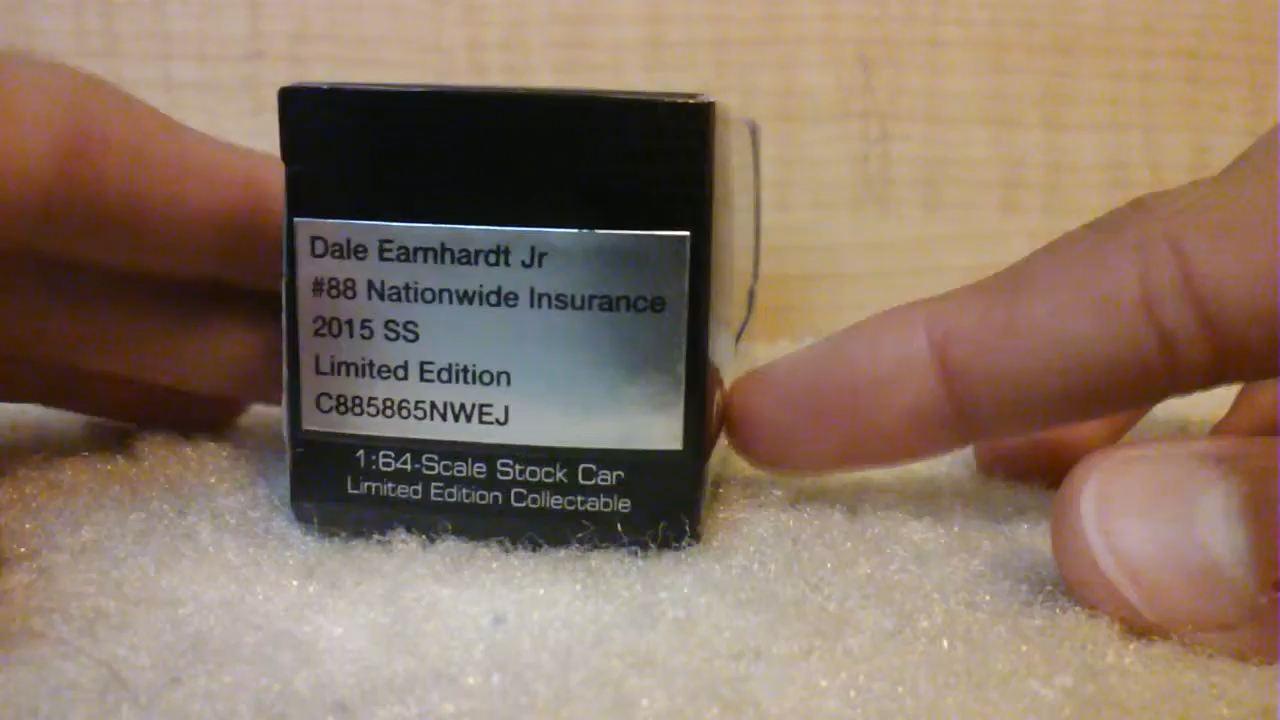 Dale Earnhardt Jr
#88 Nationwide Insurance
2015 SS
Limited Edition
C885865NWEJ
1:64-Scale Stock Car
Limited Edition Collectable